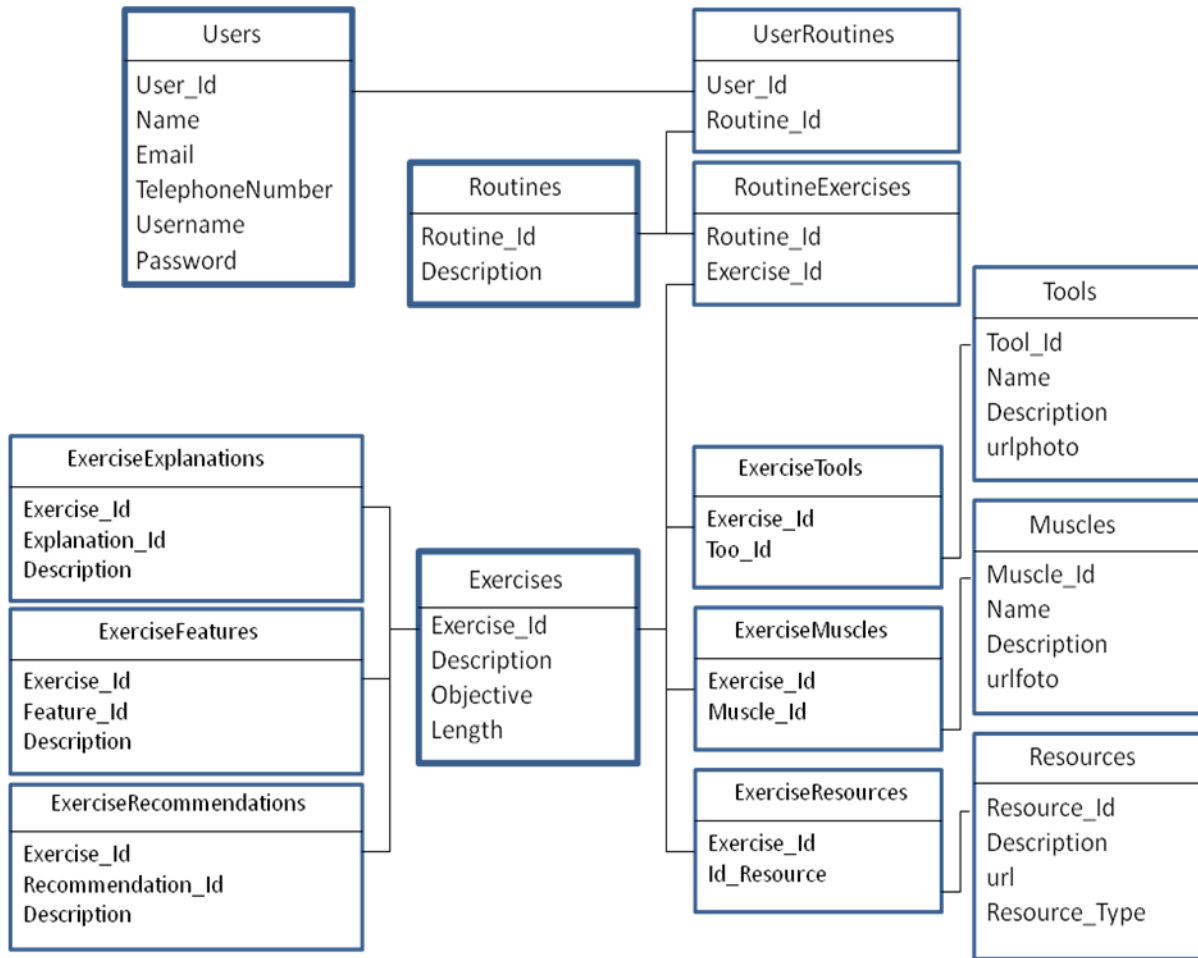 Users
User_Id
Name
Email
TelephoneNumber
Username
Password
UserRoutines
User_Id
Routine_Id
Routines
Routine_Id
Description
RoutineExercises
Routine_Id
Exercise_Id
Tools
Tool_Id
Name
Description
urlphoto
ExerciseExplanations
Exercise_Id
Explanation_Id
Description
ExerciseTools
Exercise_Id
Too_Id
Muscles
Muscle_Id
Name
Description
urlfoto
Exercises
Exercise_Id
Description
Objective
Length
ExerciseFeatures
Exercise_Id
Feature_Id
Description
ExerciseMuscles
Exercise_Id
Muscle_Id
Resources
Resource_Id
Description
url
Resource_Type
ExerciseRecommendations
Exercise_Id
Recommendation_Id
Description
ExerciseResources
Exercise_Id
Id_Resource